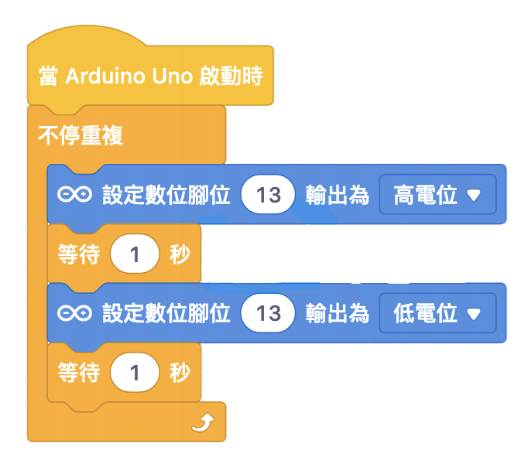 當 Arduino Uno 啟動時
不停重複
設定數位腳位 13 輸出為 高電位
等待 1 秒
設定數位腳位 13 輸出為 低電位
等待 1 秒